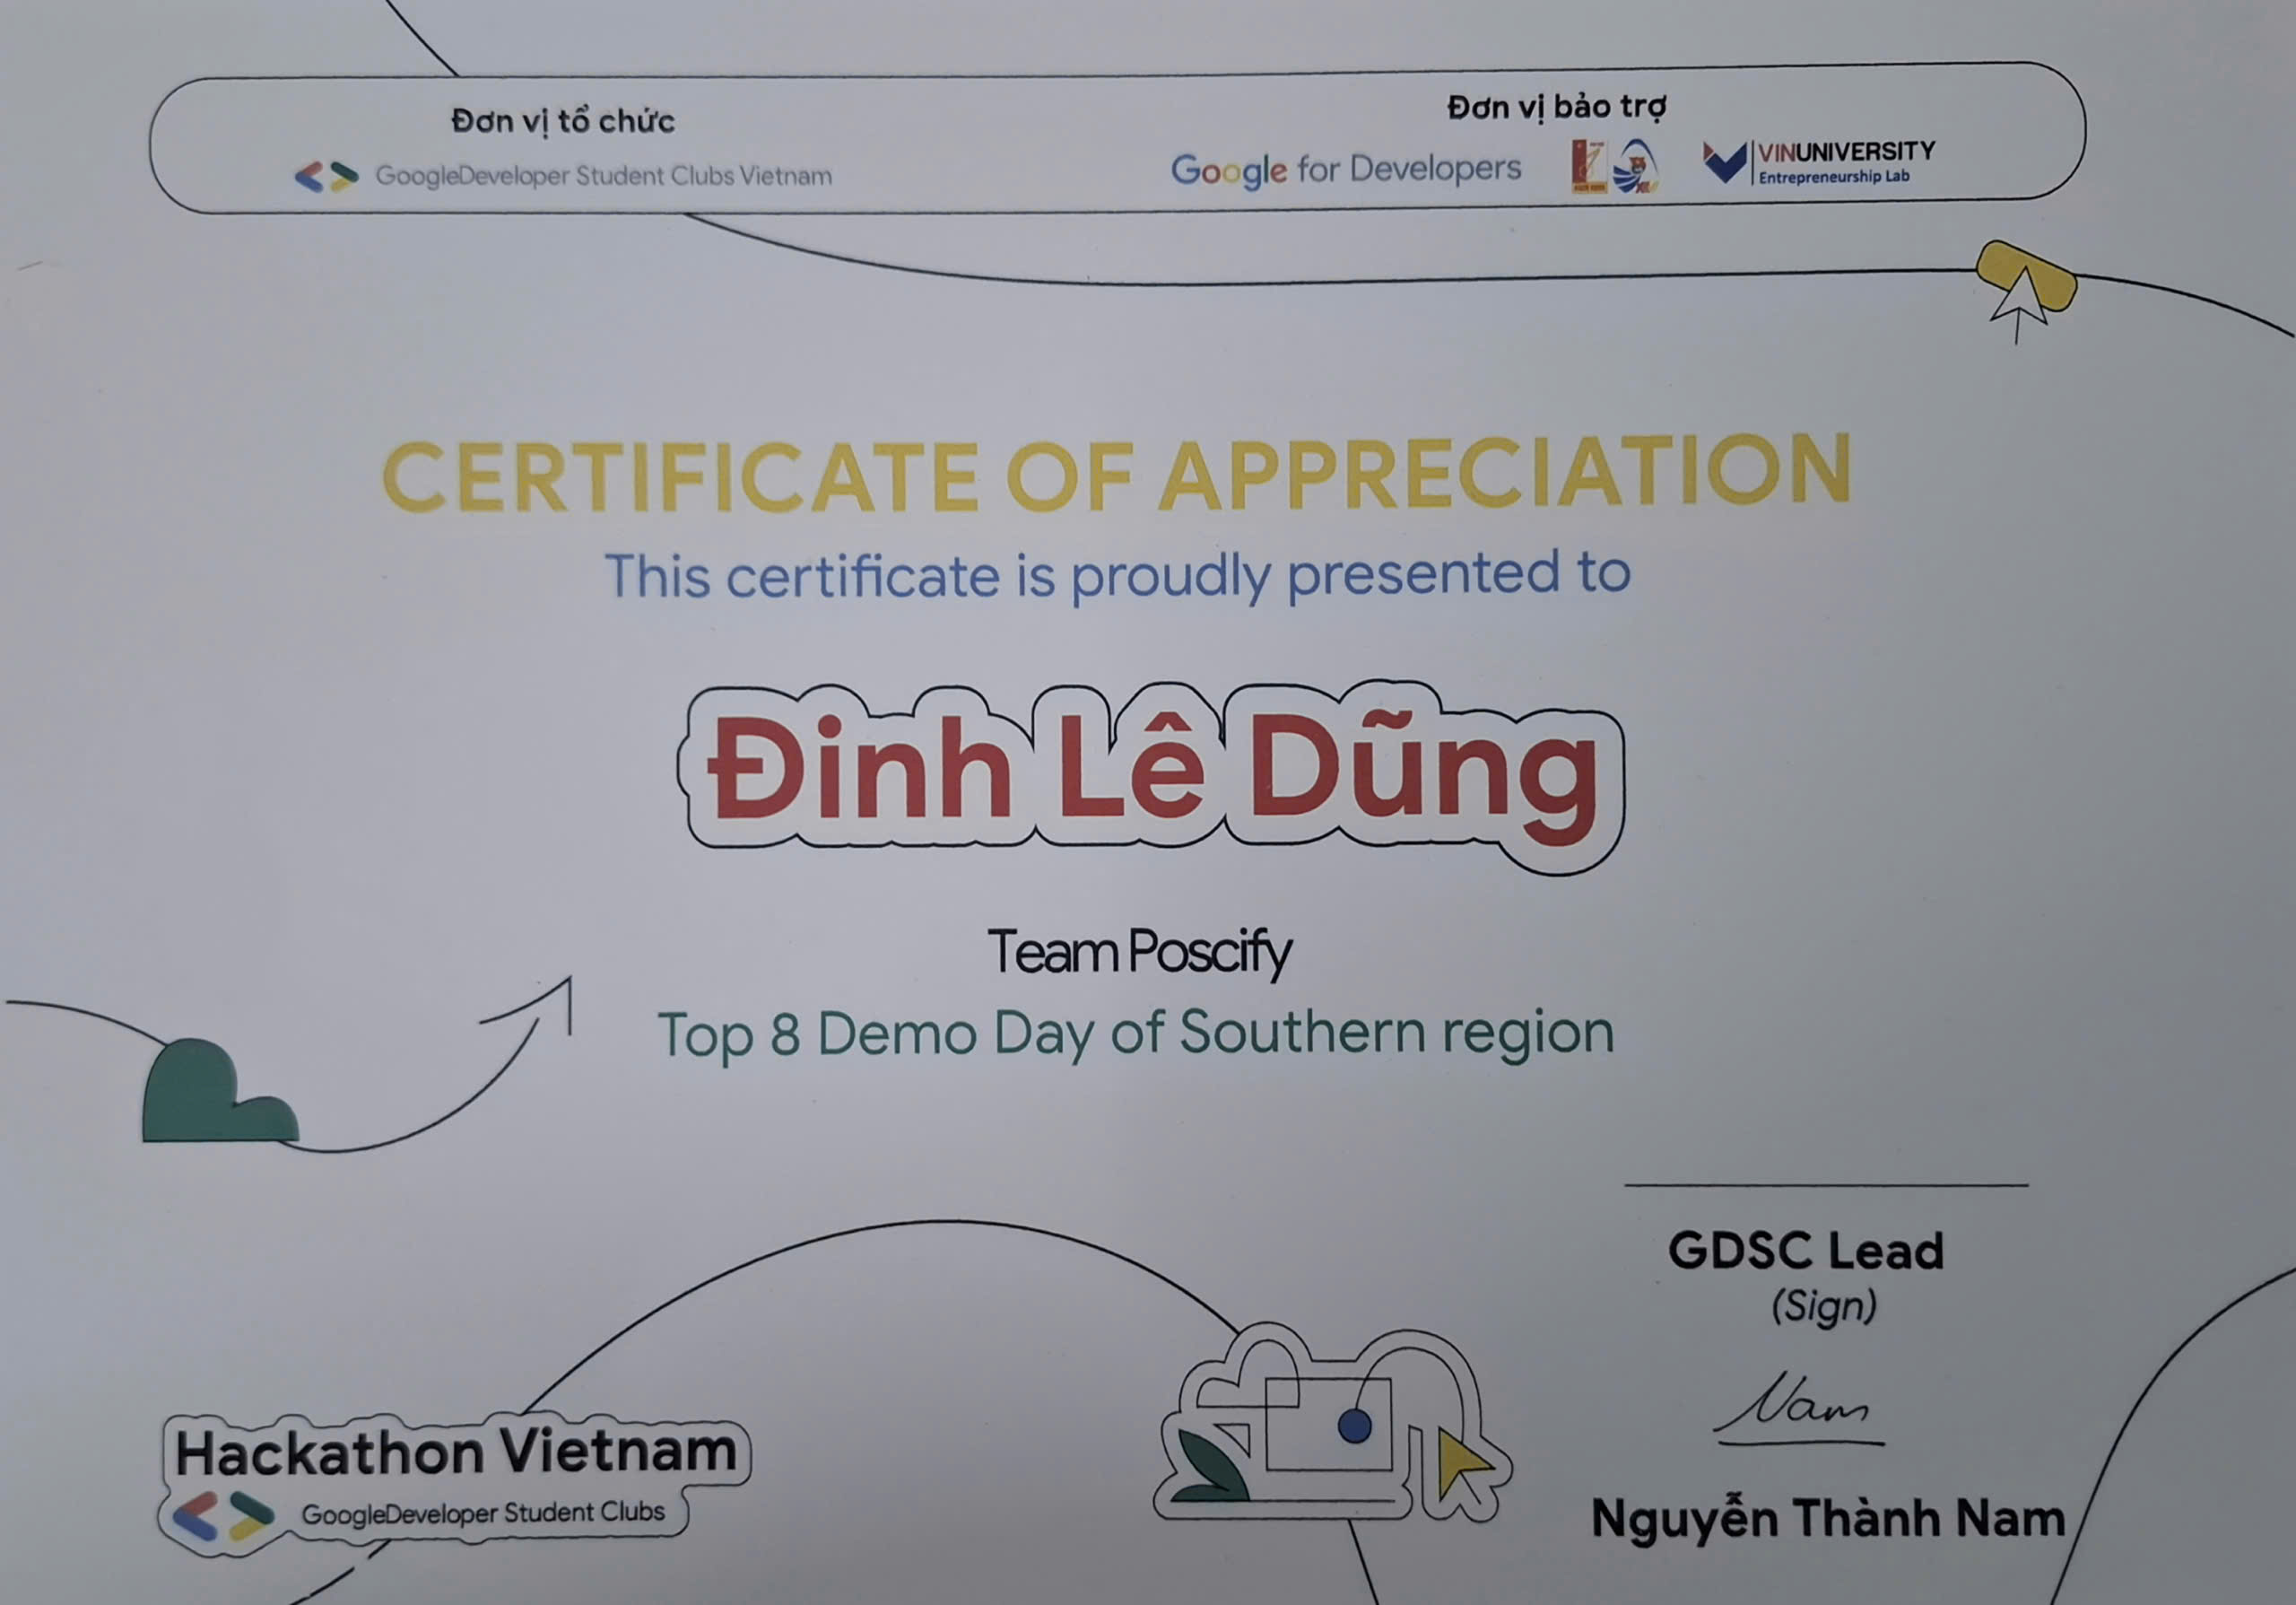 Đơn vị tổ chức
GoogleDeveloper Student Clubs Vietnam
Đơn vị bảo trợ
Google for Developers
VINUNIVERSITY
Entrepreneurship Lab
CERTIFICATE OF APPRECIATION
This certificate is proudly presented to
Đinh Lê Dũng
Team Poscify
Top 8 Demo Day of Southern region
GDSC Lead
(Sign)
Nam
Nguyễn Thành Nam
Hackathon Vietnam
GoogleDeveloper Student Clubs